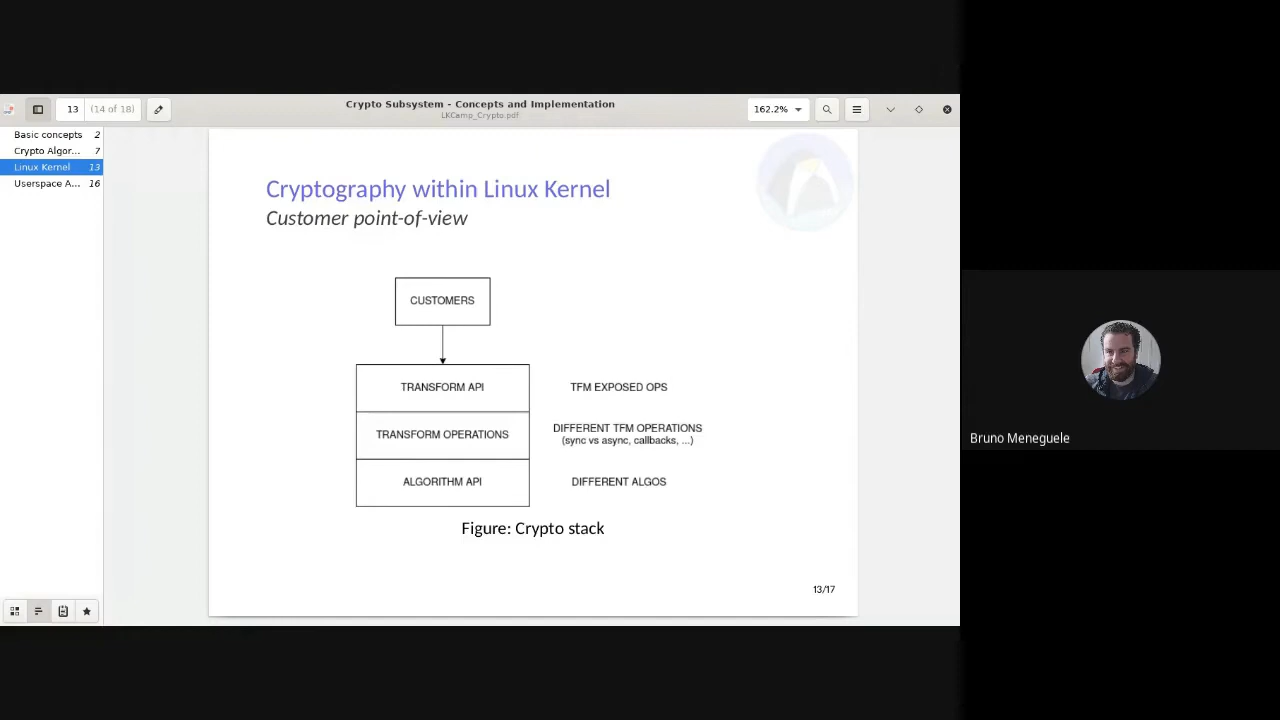 13 (14 of 18)
Crypto Subsystem - Concepts and Implementation
LKCamp_Crypto.pdf
162.2%
Basic concepts 2
Crypto Algor... 7
Linux Kernel 13
Userspace A... 16
Cryptography within Linux Kernel
Customer point-of-view
CUSTOMERS
TRANSFORM API
TFM EXPOSED OPS
TRANSFORM OPERATIONS
DIFFERENT TFM OPERATIONS
(sync vs async, callbacks, ...)
ALGORITHM API
DIFFERENT ALGOS
Figure: Crypto stack
13/17
Bruno Meneguele